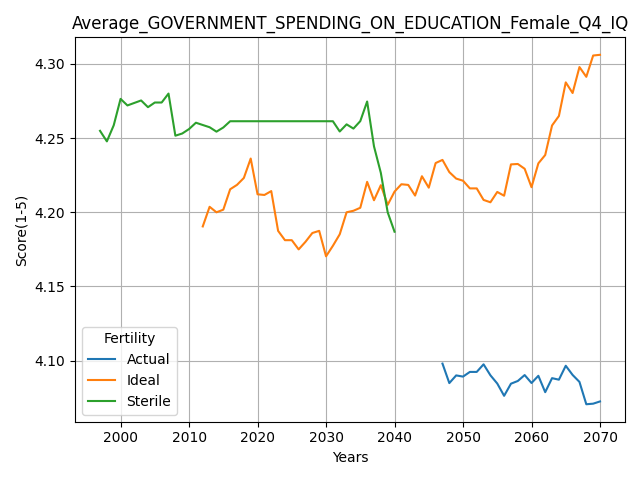 Average_GOVERNMENT_SPENDING_ON_EDUCATION_Female_Q4_IQ
4.30
4.25
4.20
4.15
4.10
Score(1-5)
Fertility
Actual
Ideal
Sterile
2000 2010 2020 2030 2040 2050 2060 2070
Years